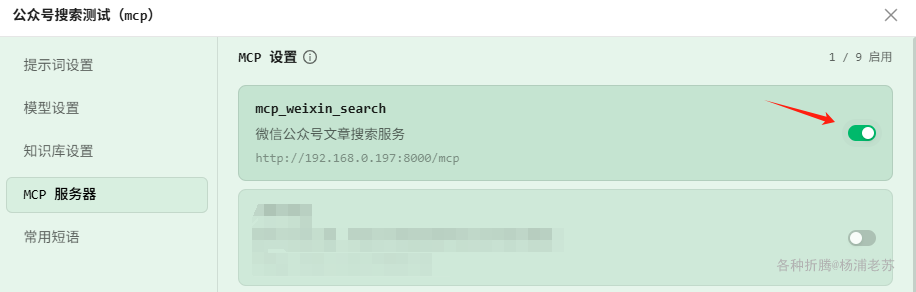 公众号搜索测试（mcp）
提示词设置
模型设置
知识库设置
MCP 服务器
常用短语
MCP 设置
1 / 9 启用
mcp_weixin_search
微信公众号文章搜索服务
http://192.168.0.197:8000/mcp
各种折腾@杨浦老苏